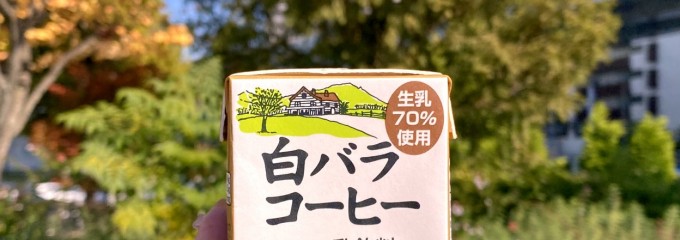 生乳
70%
使用
白バラ
コーヒー